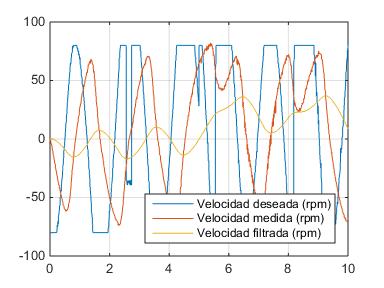 100
50
0
-50
-100
Velocidad deseada (rpm)
Velocidad medida (rpm)
Velocidad filtrada (rpm)
0 2 4 6 8 10